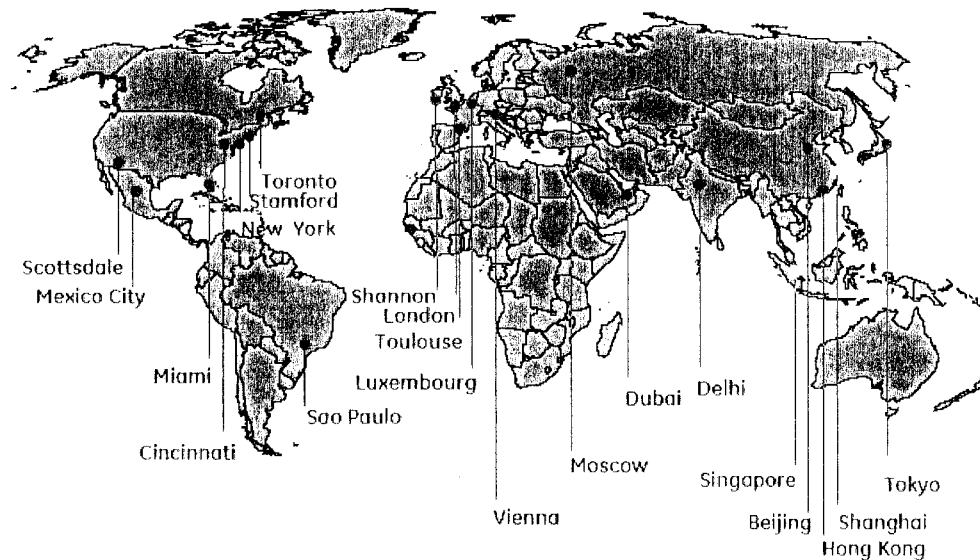 Toronto
Stamford
New York
Scottsdale
Mexico City
Shannon
London
Toulouse
Miami
Luxembourg
Sao Paulo
Dubai
Delhi
Cincinnati
Moscow
Singapore
Tokyo
Vienna
Beijing
Shanghai
Hong Kong